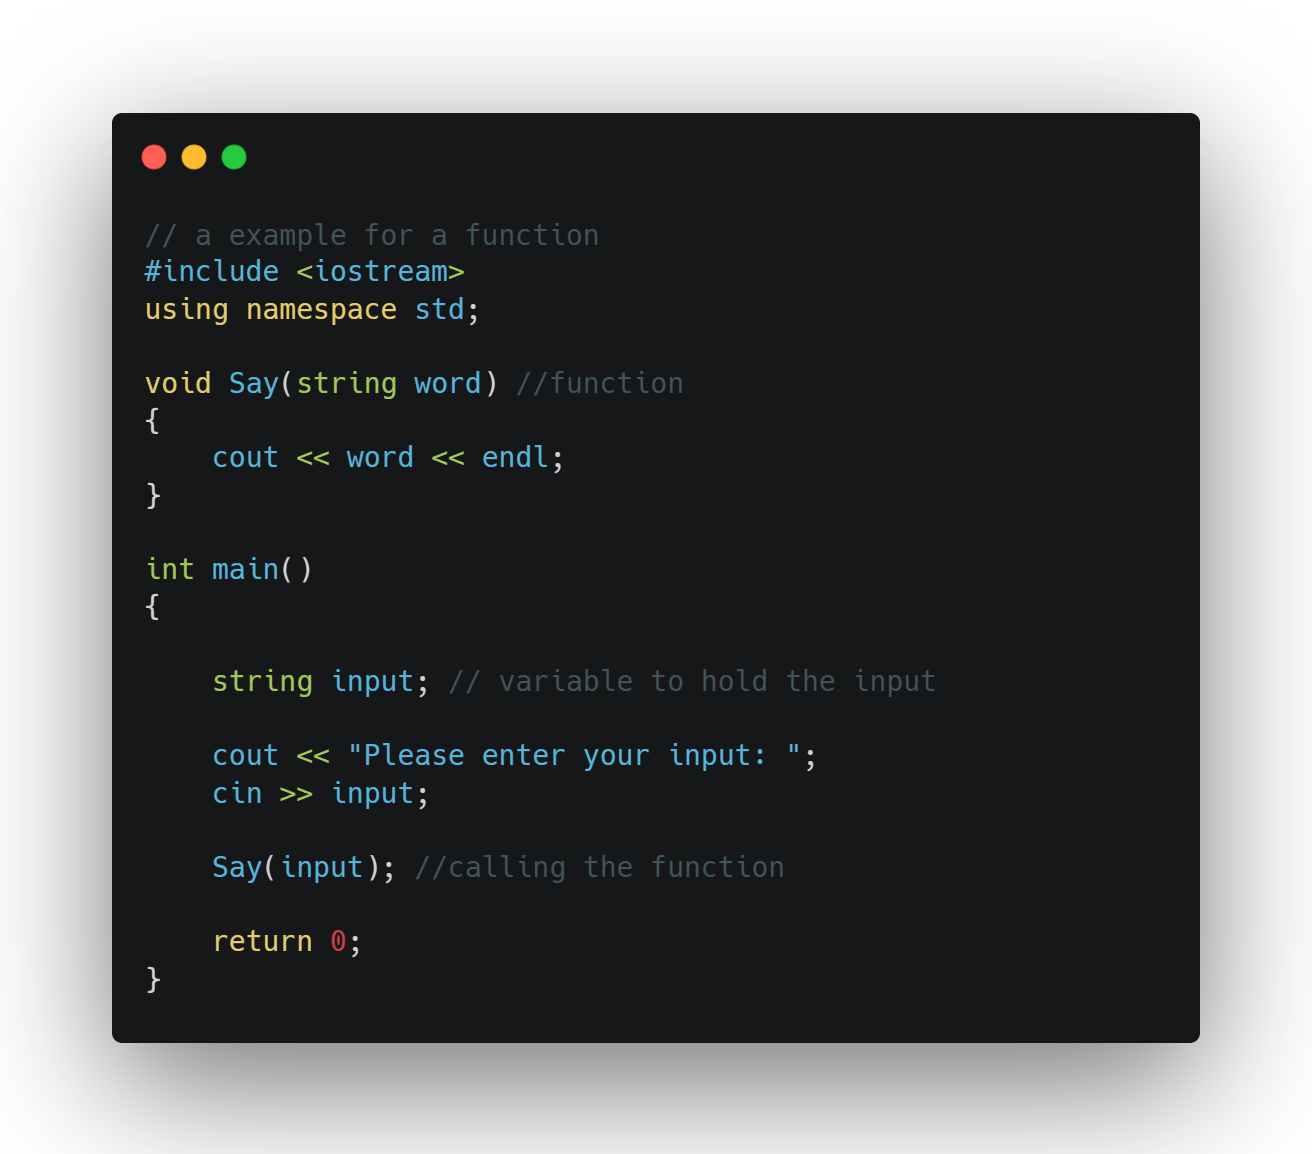 // a example for a function
#include <iostream>
using namespace std;
void Say(string word) //function
{
    cout << word << endl;
}
int main()
{
    string input; // variable to hold the input
    cout << "Please enter your input: ";
    cin >> input;
    Say(input); //calling the function
    return 0;
}